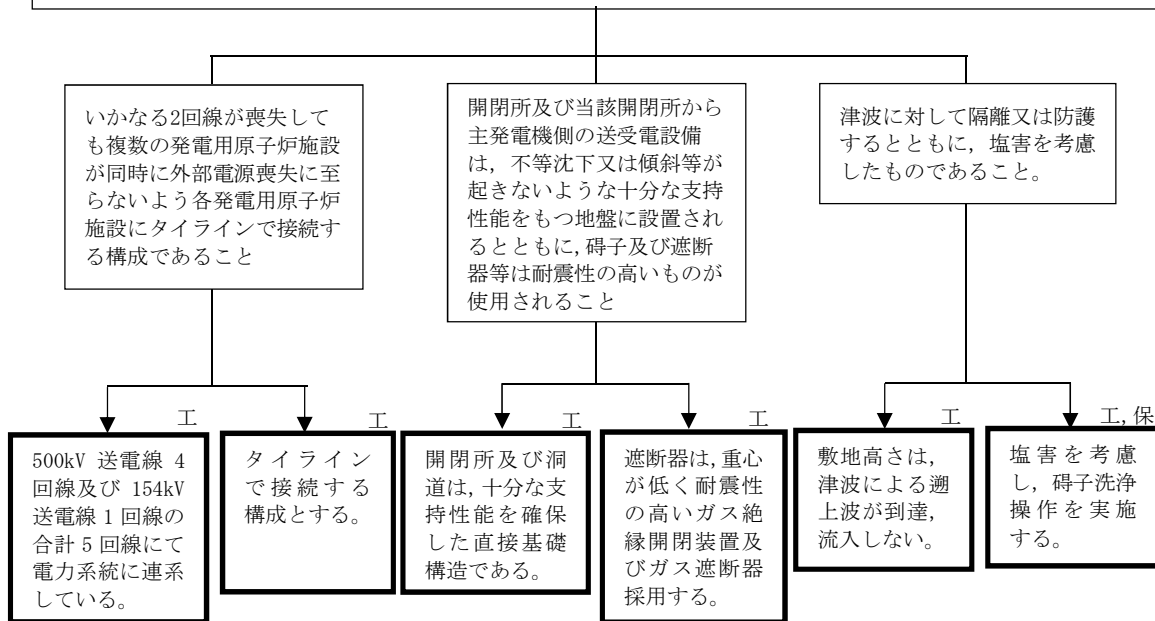 いかなる2回線が喪失して
も複数の発電用原子炉施設
が同時に外部電源喪失に至
らないよう各発電用原子炉
施設にタイラインで接続す
る構成であること
開閉所及び当該開閉所から
主発電機側の送受電設備
は，不等沈下又は傾斜等が
起きないような十分な支持
性能をもつ地盤に設置され
るとともに，碍子及び遮断
器等は耐震性の高いものが
使用されること
津波に対して隔離又は防護
するとともに，塩害を考慮
したものであること。
工
500kV 送電線 4
回線及び 154kV
送電線 1 回線の
合計 5 回線にて
電力系統に連系
している。
工
タイライン
で接続する
構成とする。
工
開閉所及び洞
道は，十分な支
持性能を確保
した直接基礎
構造である。
工
遮断器は，重心
が低く耐震性
の高いガス絶
縁開閉装置及
びガス遮断器
採用する。
工
敷地高さは，
津波による遡
上波が到達，
流入しない。
工，保
塩害を考慮
し，碍子洗浄
操作を実施
する。